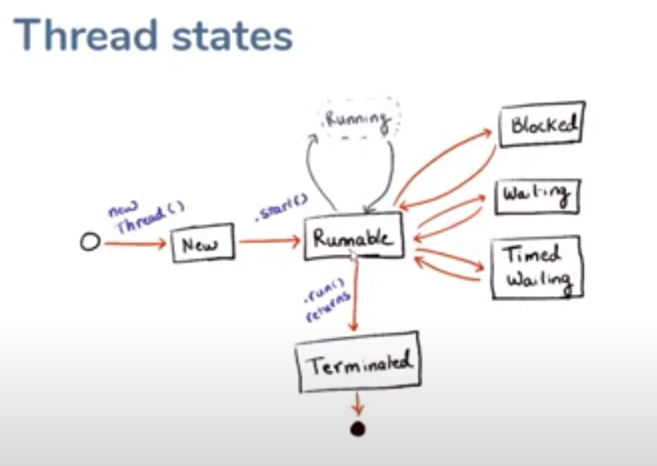 Thread states
Running
Blocked
new
Thread()
.start()
Waiting
New
Runnable
Timed
Waiting
.run()
returns
Terminated